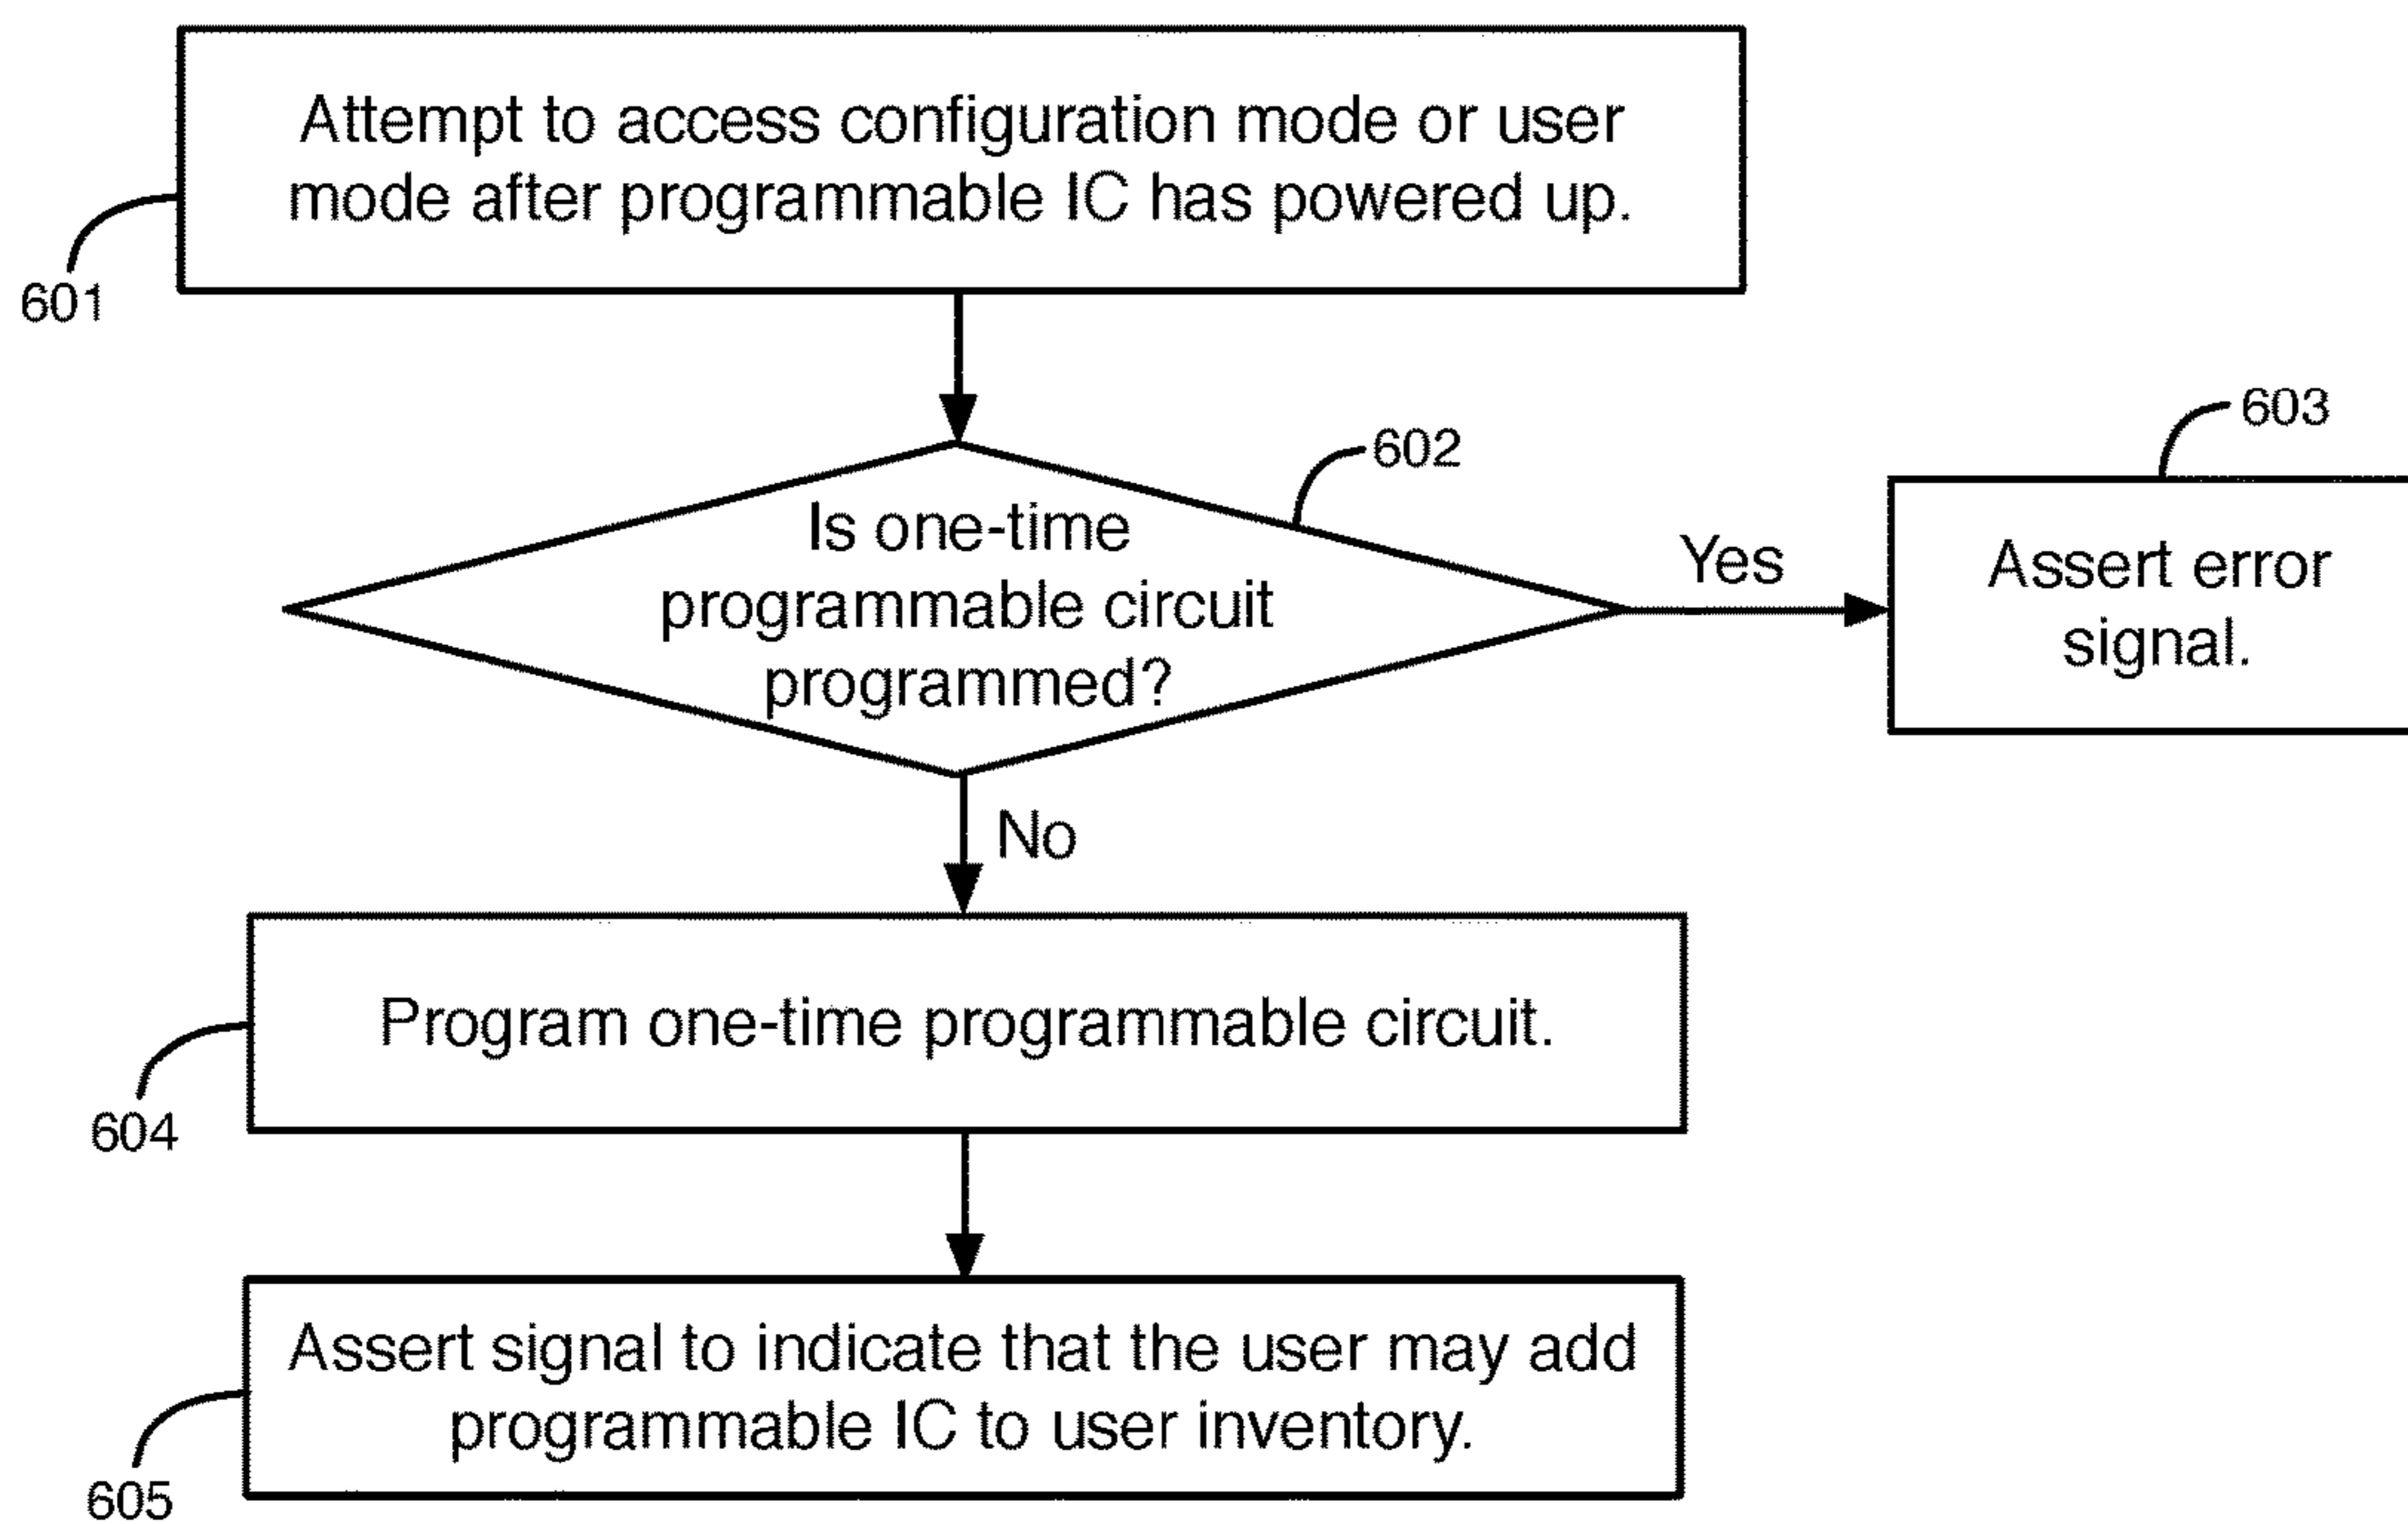 Attempt to access configuration mode or user
mode after programmable IC has powered up.
601
602
603
Is one-time
programmable circuit
programmed?
Yes
Assert error
signal.
No
Program one-time programmable circuit.
604
Assert signal to indicate that the user may add
programmable IC to user inventory.
605